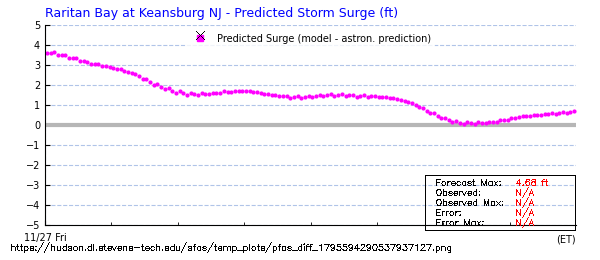 Raritan Bay at Keansburg NJ - Predicted Storm Surge (ft)
5
Predicted Surge (model - astron. prediction)
4
3
2
1
0
−1
−2
−3
Forecast Max: 4.68 ft
Observed: N/A
−4
Observed Max: N/A
Error: N/A
Error Max: N/A
−5
11/27 Fri
(ET)
https://hudson.dl.stevens-tech.edu/sfas/temp_plots/pfas_diff_1795594290537937127.png